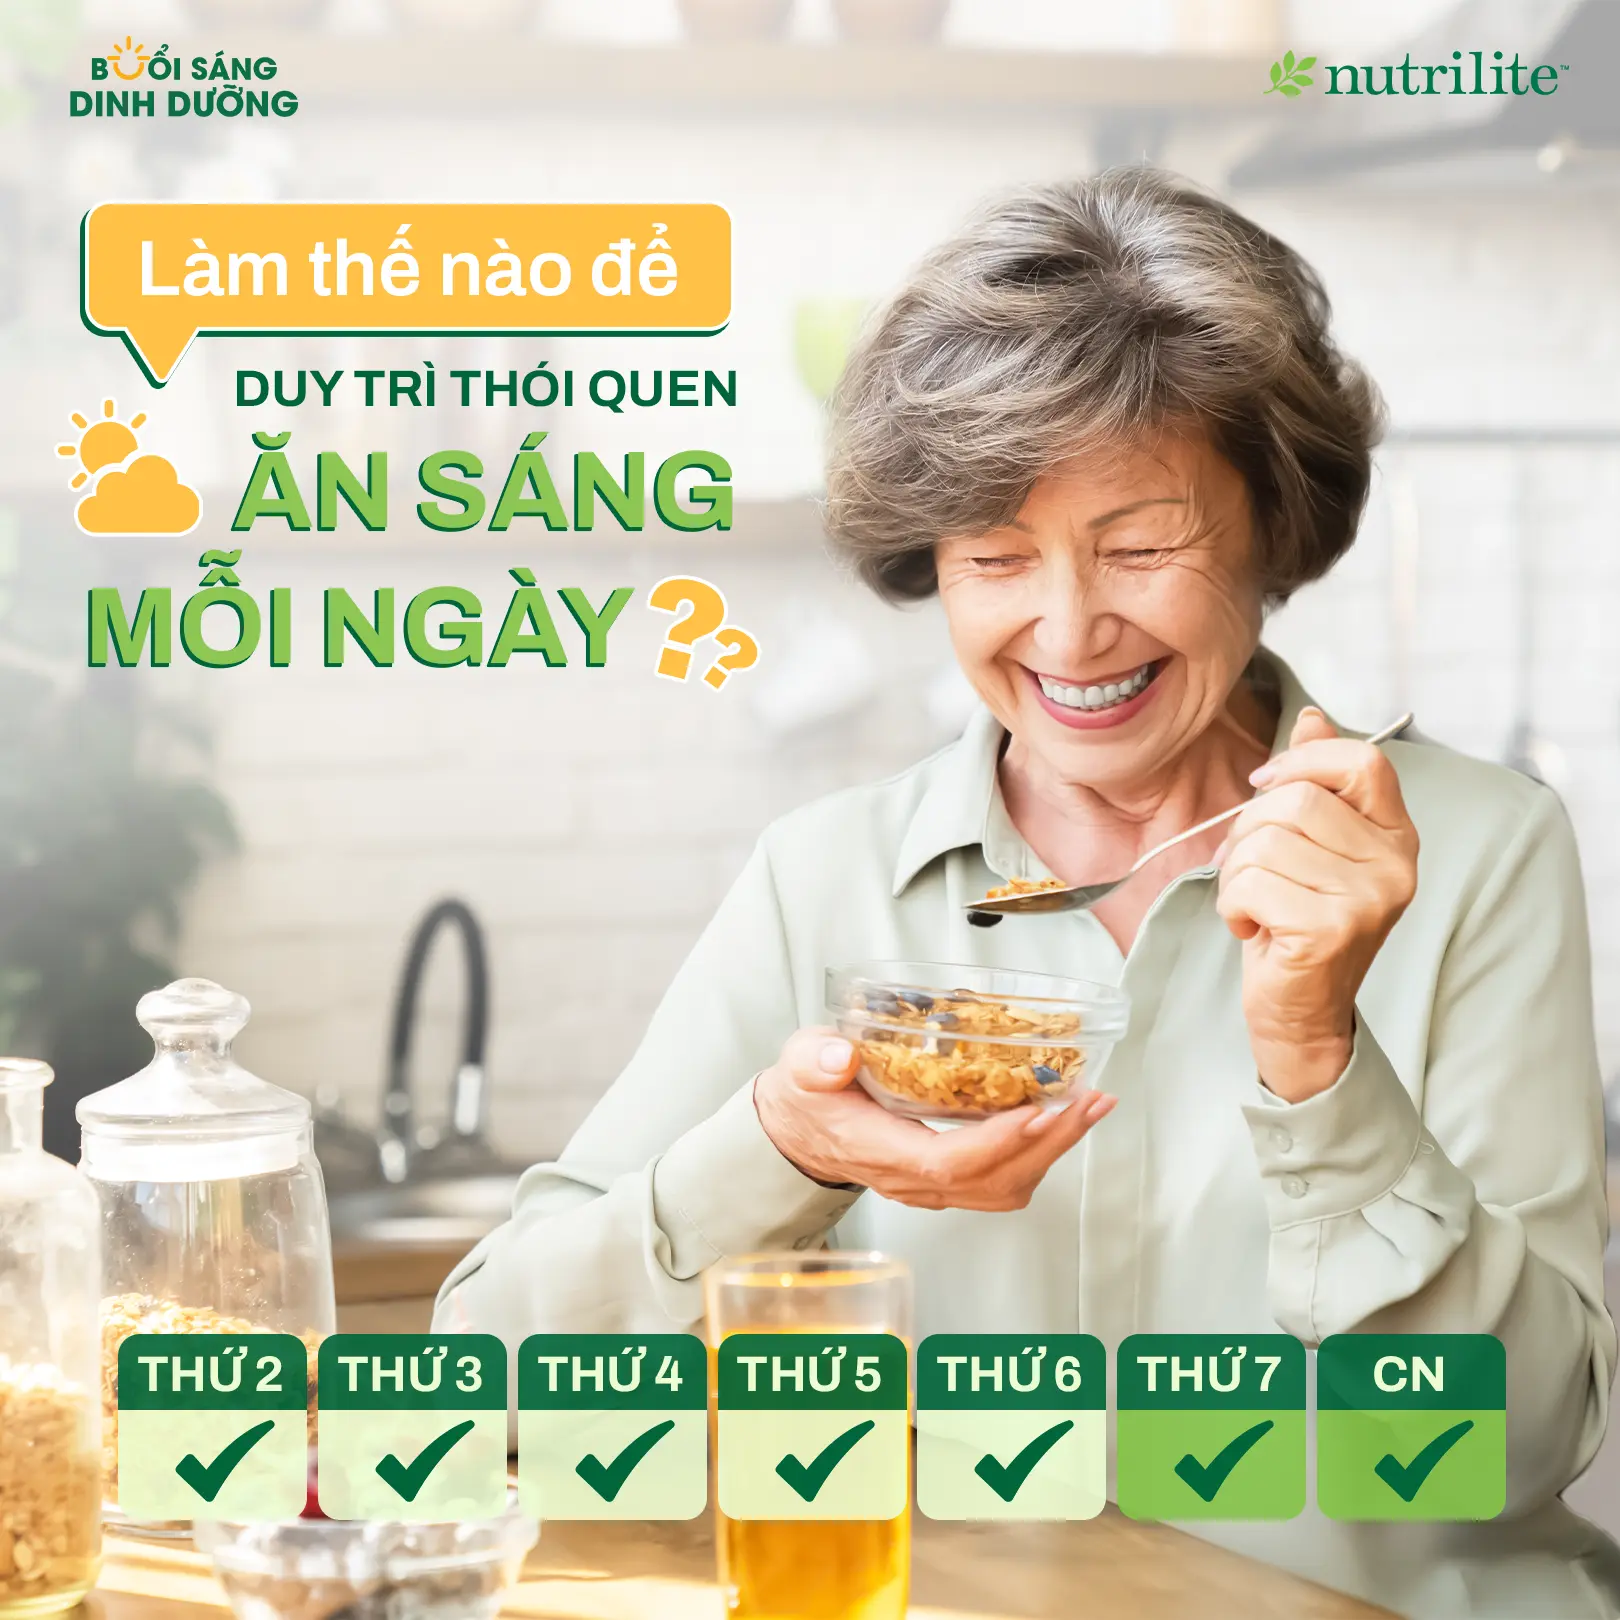 BUỔI SÁNG
DINH DƯỠNG
nutrilite™
Làm thế nào để
DUY TRÌ THÓI QUEN
ĂN SÁNG
MỖI NGÀY??
THỨ 2 THỨ 3 THỨ 4 THỨ 5 THỨ 6 THỨ 7 CN